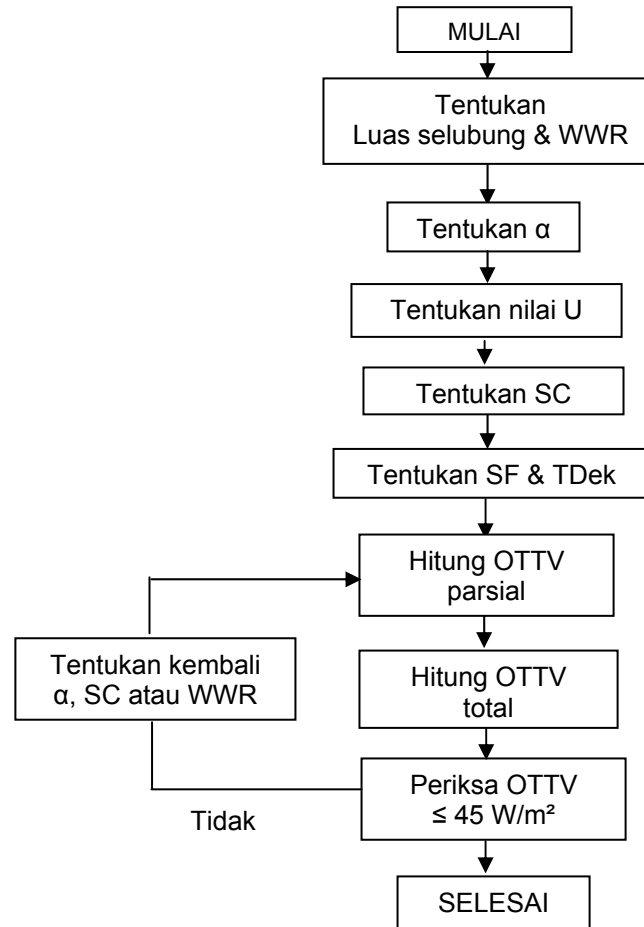 MULAI
Tentukan
Luas selubung & WWR
Tentukan α
Tentukan nilai U
Tentukan SC
Tentukan SF & TDek
Hitung OTTV
parsial
Tentukan kembali
α, SC atau WWR
Hitung OTTV
total
Periksa OTTV
≤ 45 W/m²
Tidak
SELESAI